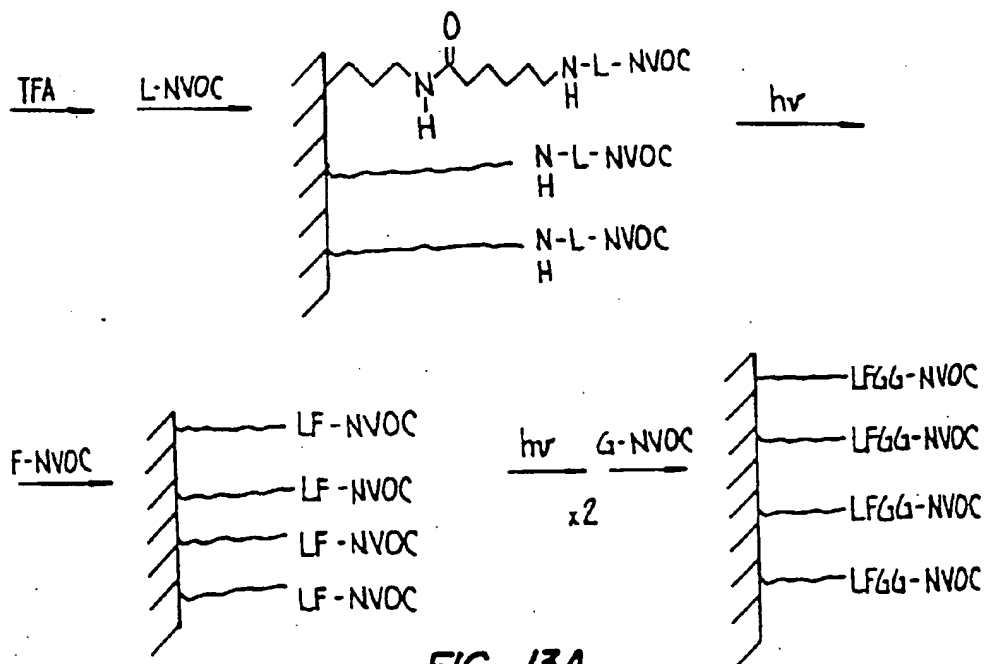 TFA
L-NVOC
O
N-L-NVOC
H
N
H
N-L-NVOC
H
N-L-NVOC
H
hν
F-NVOC
LF-NVOC
LF-NVOC
LF-NVOC
LF-NVOC
hν
x2
G-NVOC
LFGG-NVOC
LFGG-NVOC
LFGG-NVOC
LFGG-NVOC
FIG. 13A